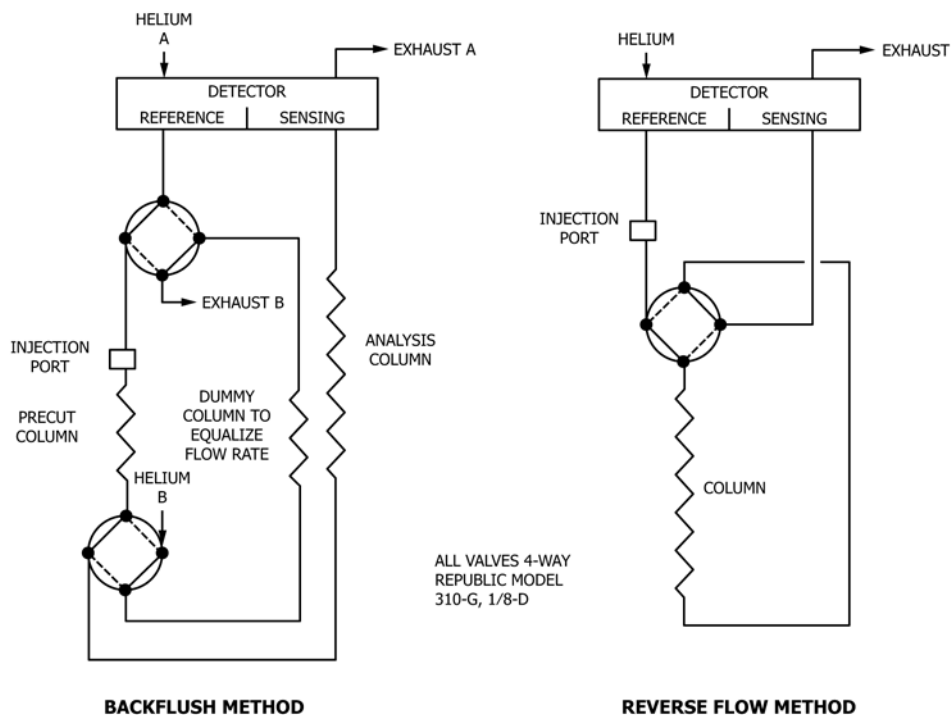 HELIUM
A
EXHAUST A
DETECTOR
REFERENCE
SENSING
EXHAUST B
INJECTION
PORT
PRECUT
COLUMN
DUMMY
COLUMN TO
EQUALIZE
FLOW RATE
ANALYSIS
COLUMN
HELIUM
B
BACKFLUSH METHOD
HELIUM
EXHAUST
DETECTOR
REFERENCE
SENSING
INJECTION
PORT
COLUMN
ALL VALVES 4-WAY
REPUBLIC MODEL
310-G, 1/8-D
REVERSE FLOW METHOD